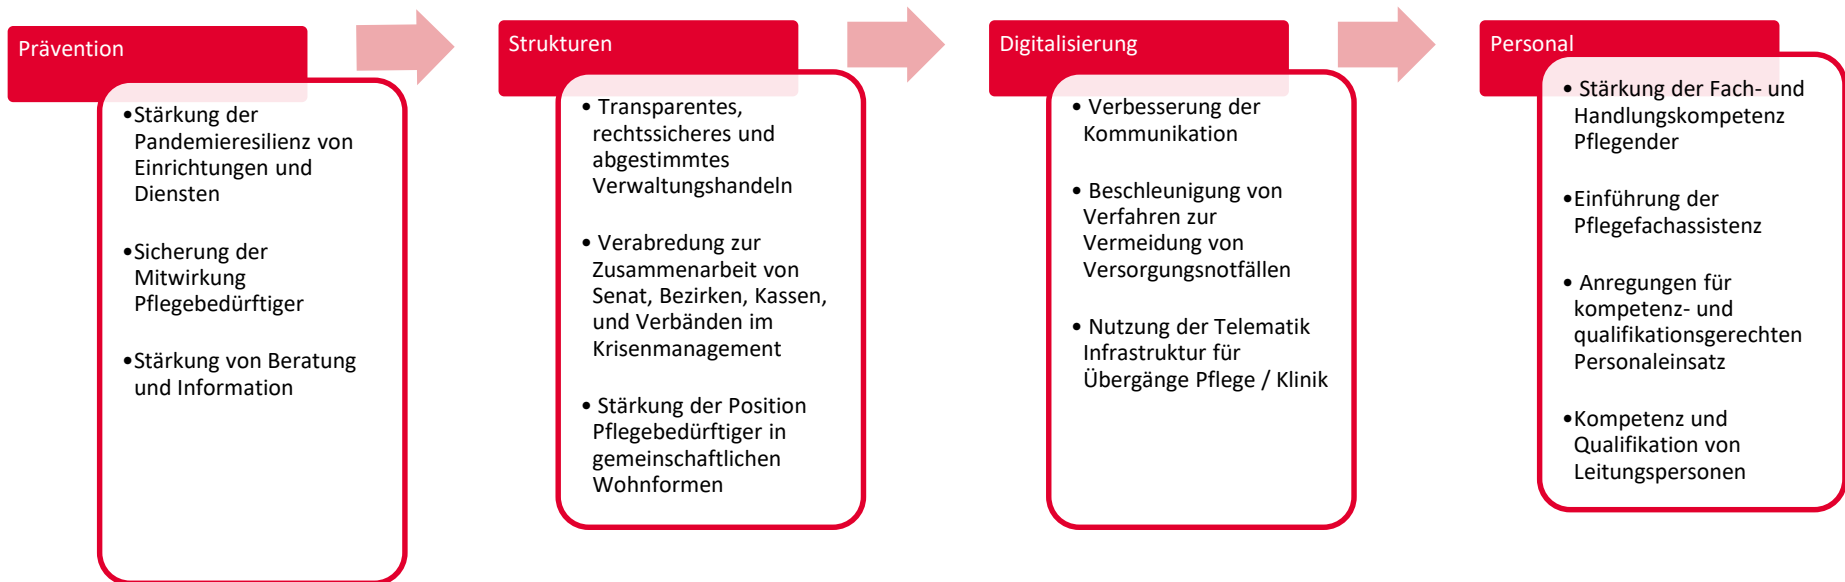 Prävention
•Stärkung der
Pandemieresilienz von
Einrichtungen und
Diensten
•Sicherung der
Mitwirkung
Pflegebedürftiger
•Stärkung von Beratung
und Information
Strukturen
• Transparentes,
rechtssicheres und
abgestimmtes
Verwaltungshandeln
• Verabredung zur
Zusammenarbeit von
Senat, Bezirken, Kassen,
und Verbänden im
Krisenmanagement
• Stärkung der Position
Pflegebedürftiger in
gemeinschaftlichen
Wohnformen
Digitalisierung
• Verbesserung der
Kommunikation
• Beschleunigung von
Verfahren zur
Vermeidung von
Versorgungsnotfällen
• Nutzung der Telematik
Infrastruktur für
Übergänge Pflege / Klinik
Personal
• Stärkung der Fach- und
Handlungskompetenz
Pflegender
•Einführung der
Pflegefachassistenz
• Anregungen für
kompetenz- und
qualifikationsgerechten
Personaleinsatz
•Kompetenz und
Qualifikation von
Leitungspersonen